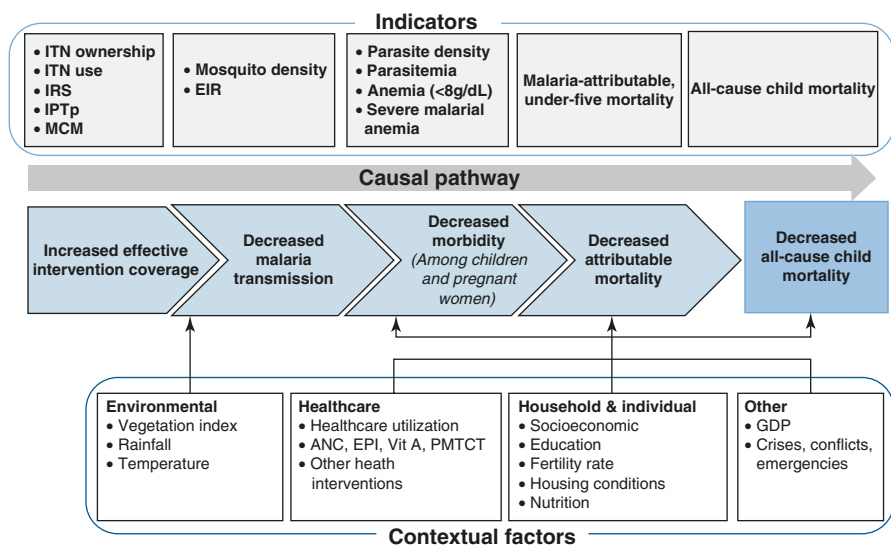 Indicators
• ITN ownership
• ITN use
• IRS
• IPTp
• MCM
• Mosquito density
• EIR
• Parasite density
• Parasitemia
• Anemia (<8g/dL)
• Severe malarial
anemia
Malaria-attributable,
under-five mortality
All-cause child mortality
Causal pathway
Increased effective
intervention coverage
Decreased
malaria
transmission
Decreased
morbidity
(Among children
and pregnant
women)
Decreased
attributable
mortality
Decreased
all-cause child
mortality
Environmental
• Vegetation index
• Rainfall
• Temperature
Healthcare
• Healthcare utilization
• ANC, EPI, Vit A, PMTCT
• Other heath
interventions
Household & individual
• Socioeconomic
• Education
• Fertility rate
• Housing conditions
• Nutrition
Other
• GDP
• Crises, conflicts,
emergencies
Contextual factors